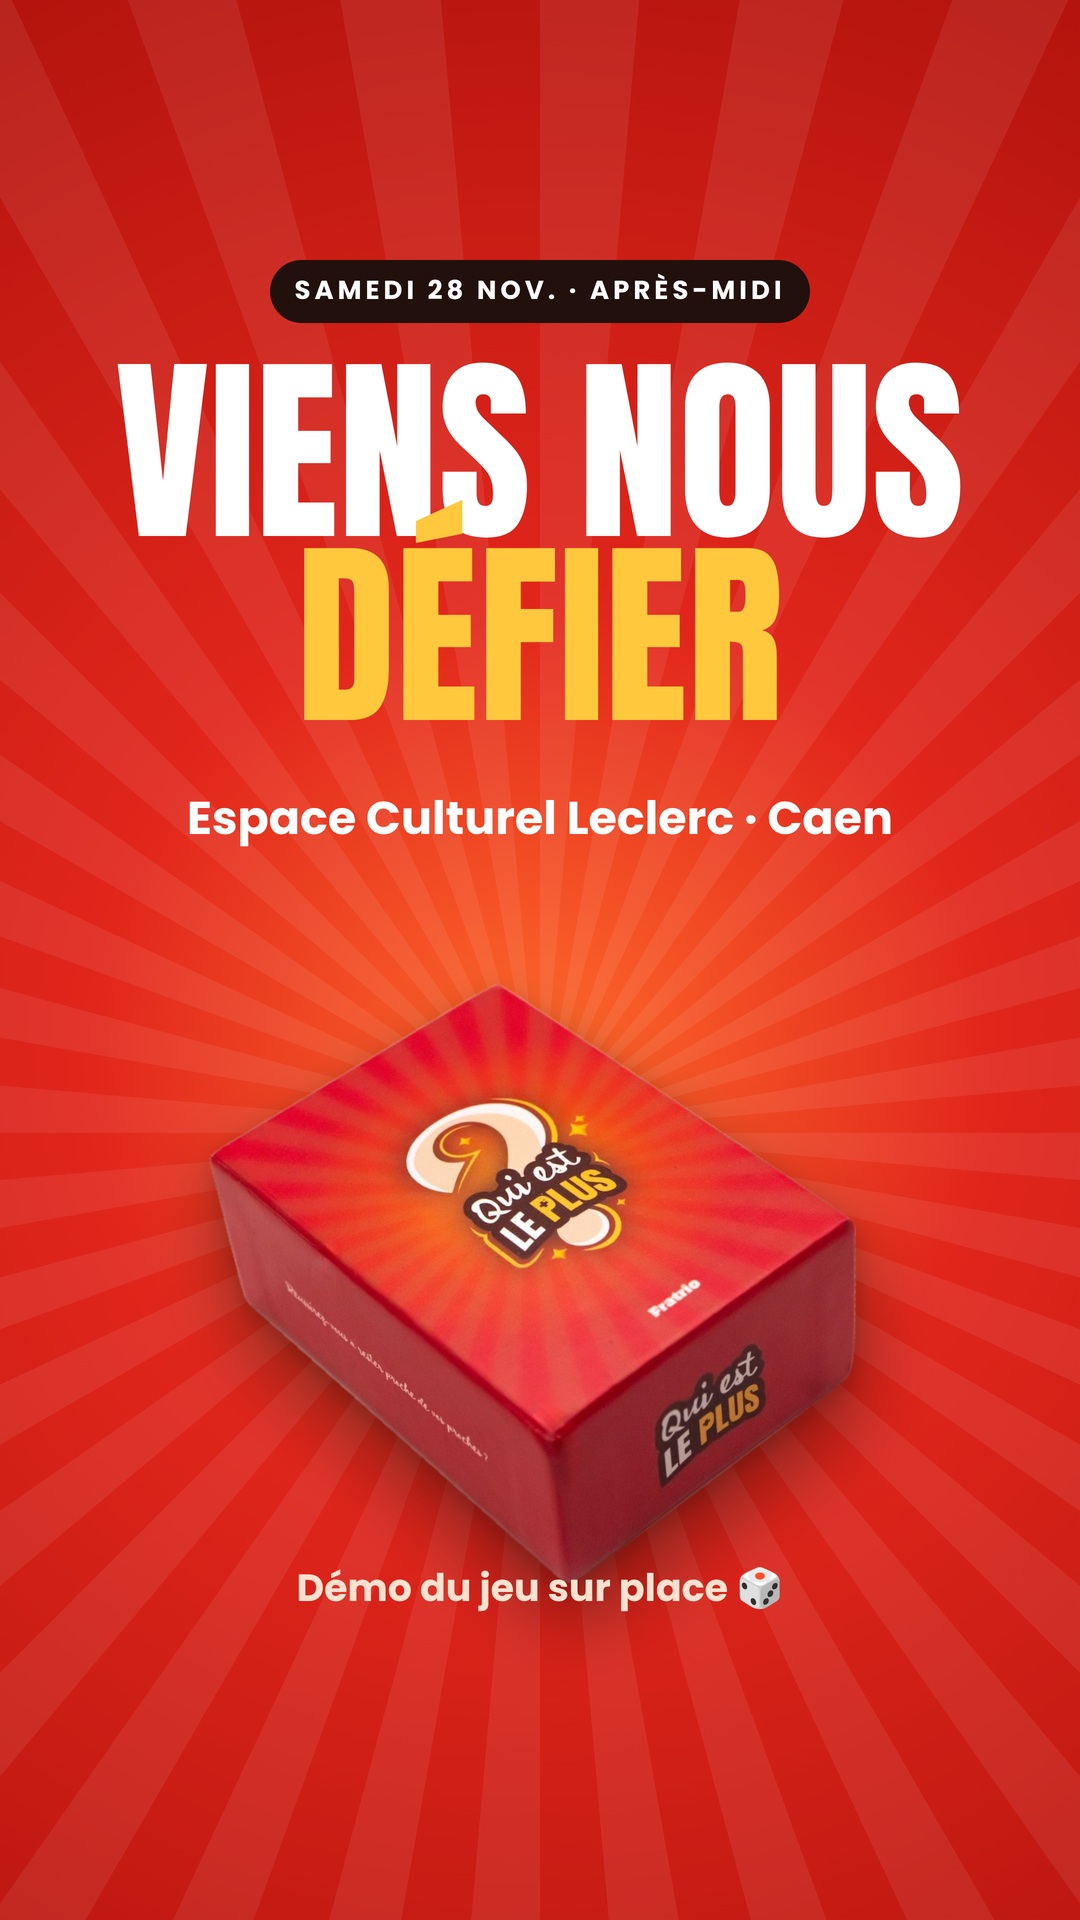 SAMEDI 28 NOV. · APRÈS-MIDI
VIENS NOUS
DÉFIER
Espace Culturel Leclerc · Caen
Qui est
LE PLUS
Fratrio
Qui est
LE PLUS
Démo du jeu sur place